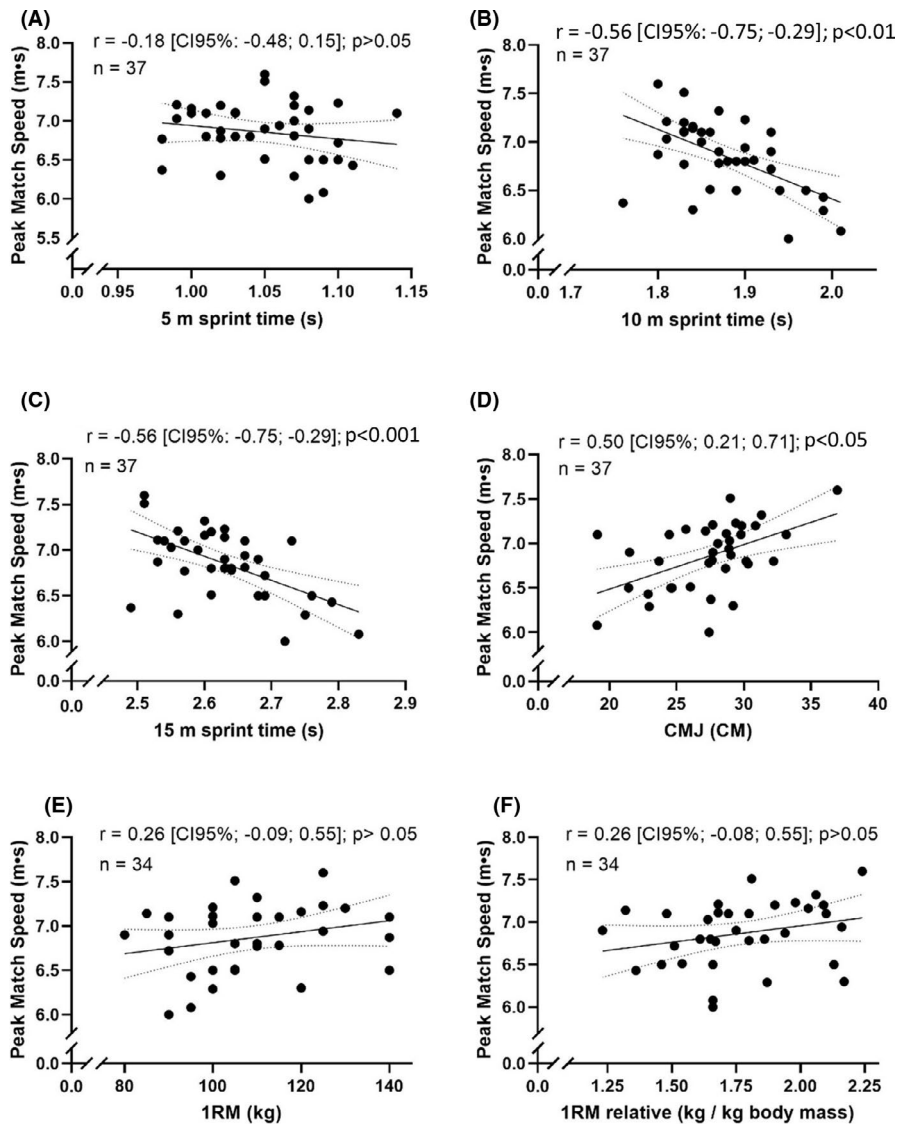 (A)
r = -0.18 [CI95%: -0.48; 0.15]; p>0.05
n = 37
Peak Match Speed (m•s)
8.0
7.5
7.0
6.5
6.0
5.5
0.0
0.0 0.95 1.00 1.05 1.10 1.15
5 m sprint time (s)
(B)
r = -0.56 [CI95%: -0.75; -0.29]; p<0.01
n = 37
Peak Match Speed (m•s)
8.0
7.5
7.0
6.5
6.0
0.0
0.0 1.7 1.8 1.9 2.0
10 m sprint time (s)
(C)
r = -0.56 [CI95%: -0.75; -0.29]; p<0.001
n = 37
Peak Match Speed (m•s)
8.0
7.5
7.0
6.5
6.0
0.0
0.0 2.5 2.6 2.7 2.8 2.9
15 m sprint time (s)
(D)
r = 0.50 [CI95%; 0.21; 0.71]; p<0.05
n = 37
Peak Match Speed (m•s)
8.0
7.5
7.0
6.5
6.0
0.0
0.0 20 30 40
CMJ (CM)
(E)
r = 0.26 [CI95%; -0.09; 0.55]; p> 0.05
n = 34
Peak Match Speed (m•s)
8.0
7.5
7.0
6.5
6.0
0.0
0.0 80 100 120 140
1RM (kg)
(F)
r = 0.26 [CI95%; -0.08; 0.55]; p>0.05
n = 34
Peak Match Speed (m•s)
8.0
7.5
7.0
6.5
6.0
0.0
0.0 1.25 1.50 1.75 2.00 2.25
1RM relative (kg / kg body mass)